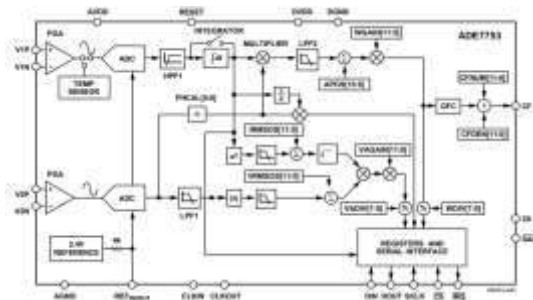 AVDD RESET DVDD DGND
INTEGRATOR
ADE7753
PGA
MULTIPLIER
LPF2
WGAIN[11:0]
V1P
V1N
ADC
HPF1
TEMP
SENSOR
APOS[15:0]
CFNUM[11:0]
DFC
CF
PHCAL[5:0]
CFDEN[11:0]
IRMSOS[11:0]
VAGAIN[11:0]
VRMSOS[11:0]
PGA
V2P
V2N
ADC
LPF1
VADIV[7:0]
WDIV[7:0]
2.4V
REFERENCE
REGISTERS AND
SERIAL INTERFACE
AGND
CLKIN CLKOUT
DIN DOUT SCLK CS IRQ